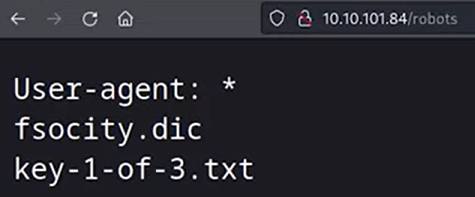 10.10.101.84/robots
User-agent: *
fsocity.dic
key-1-of-3.txt